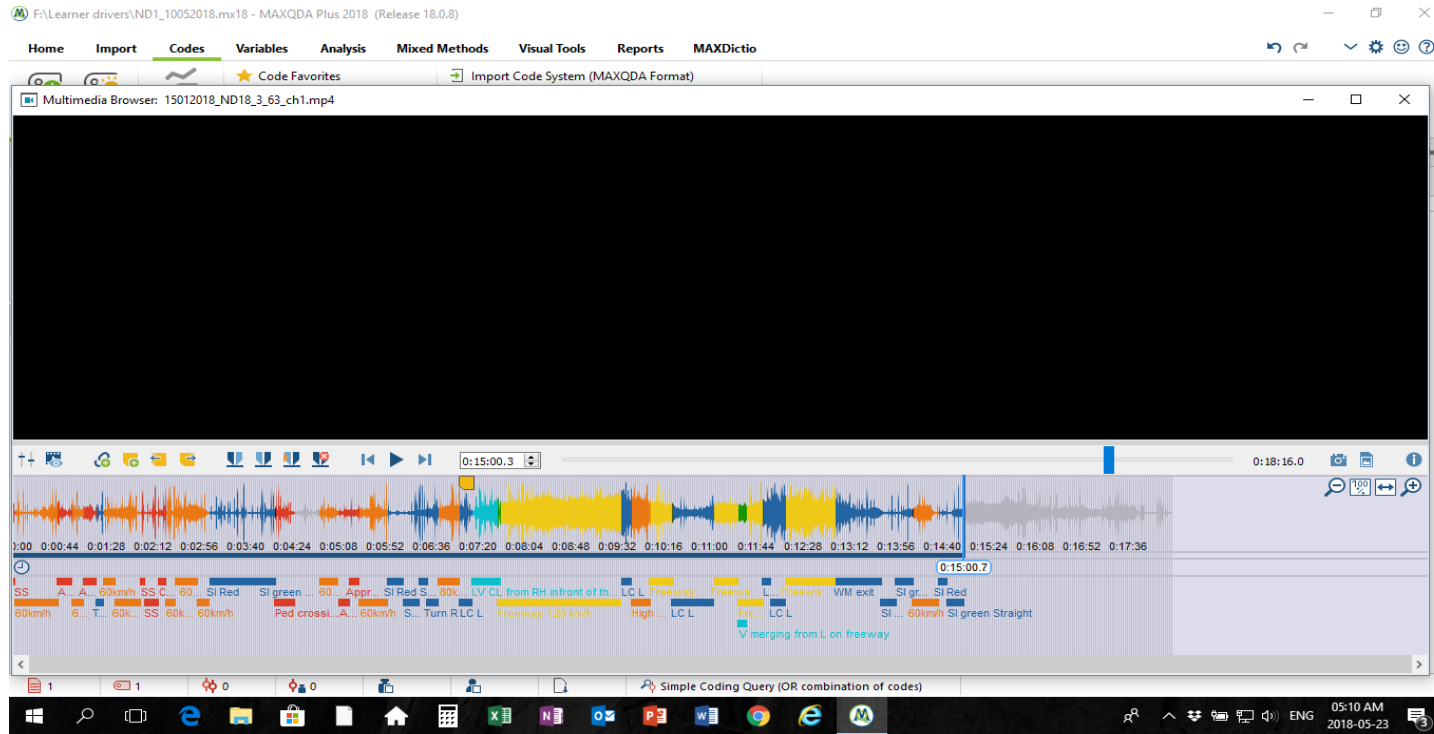 F:\Learner drivers\ND1_10052018.mx18 - MAXQDA Plus 2018 (Release 18.0.8)
Home Import Codes Variables Analysis Mixed Methods Visual Tools Reports MAXDictio
Code Favorites Import Code System (MAXQDA Format)
Multimedia Browser: 15012018_ND18_3_63_ch1.mp4
0:15:00.3 0:18:16.0
100
0:00 0:00:44 0:01:28 0:02:12 0:02:56 0:03:40 0:04:24 0:05:08 0:05:52 0:06:36 0:07:20 0:08:04 0:08:48 0:09:32 0:10:16 0:11:00 0:11:44 0:12:28 0:13:12 0:13:56 0:14:40 0:15:24 0:16:08 0:16:52 0:17:36
0:15:00.7
SS A... A... 60km/h SS C... 60... SI Red SI green ... 60... Appr... SI Red S... 80k... LV CL from RH infront of th... LC L Freeway Freewa... L... Freewa... WM exit SI gr... SI Red
60km/h 6... T... 60k... SS 60k... 60km/h Ped crossi... A... 60km/h S... Turn R LC L Freeway 120 km/h High ... LC L Fre... LC L SI ... 60km/h SI green Straight
V merging from L on freeway
1 1 0 0 Simple Coding Query (OR combination of codes)
ENG 05:10 AM
2018-05-23 3